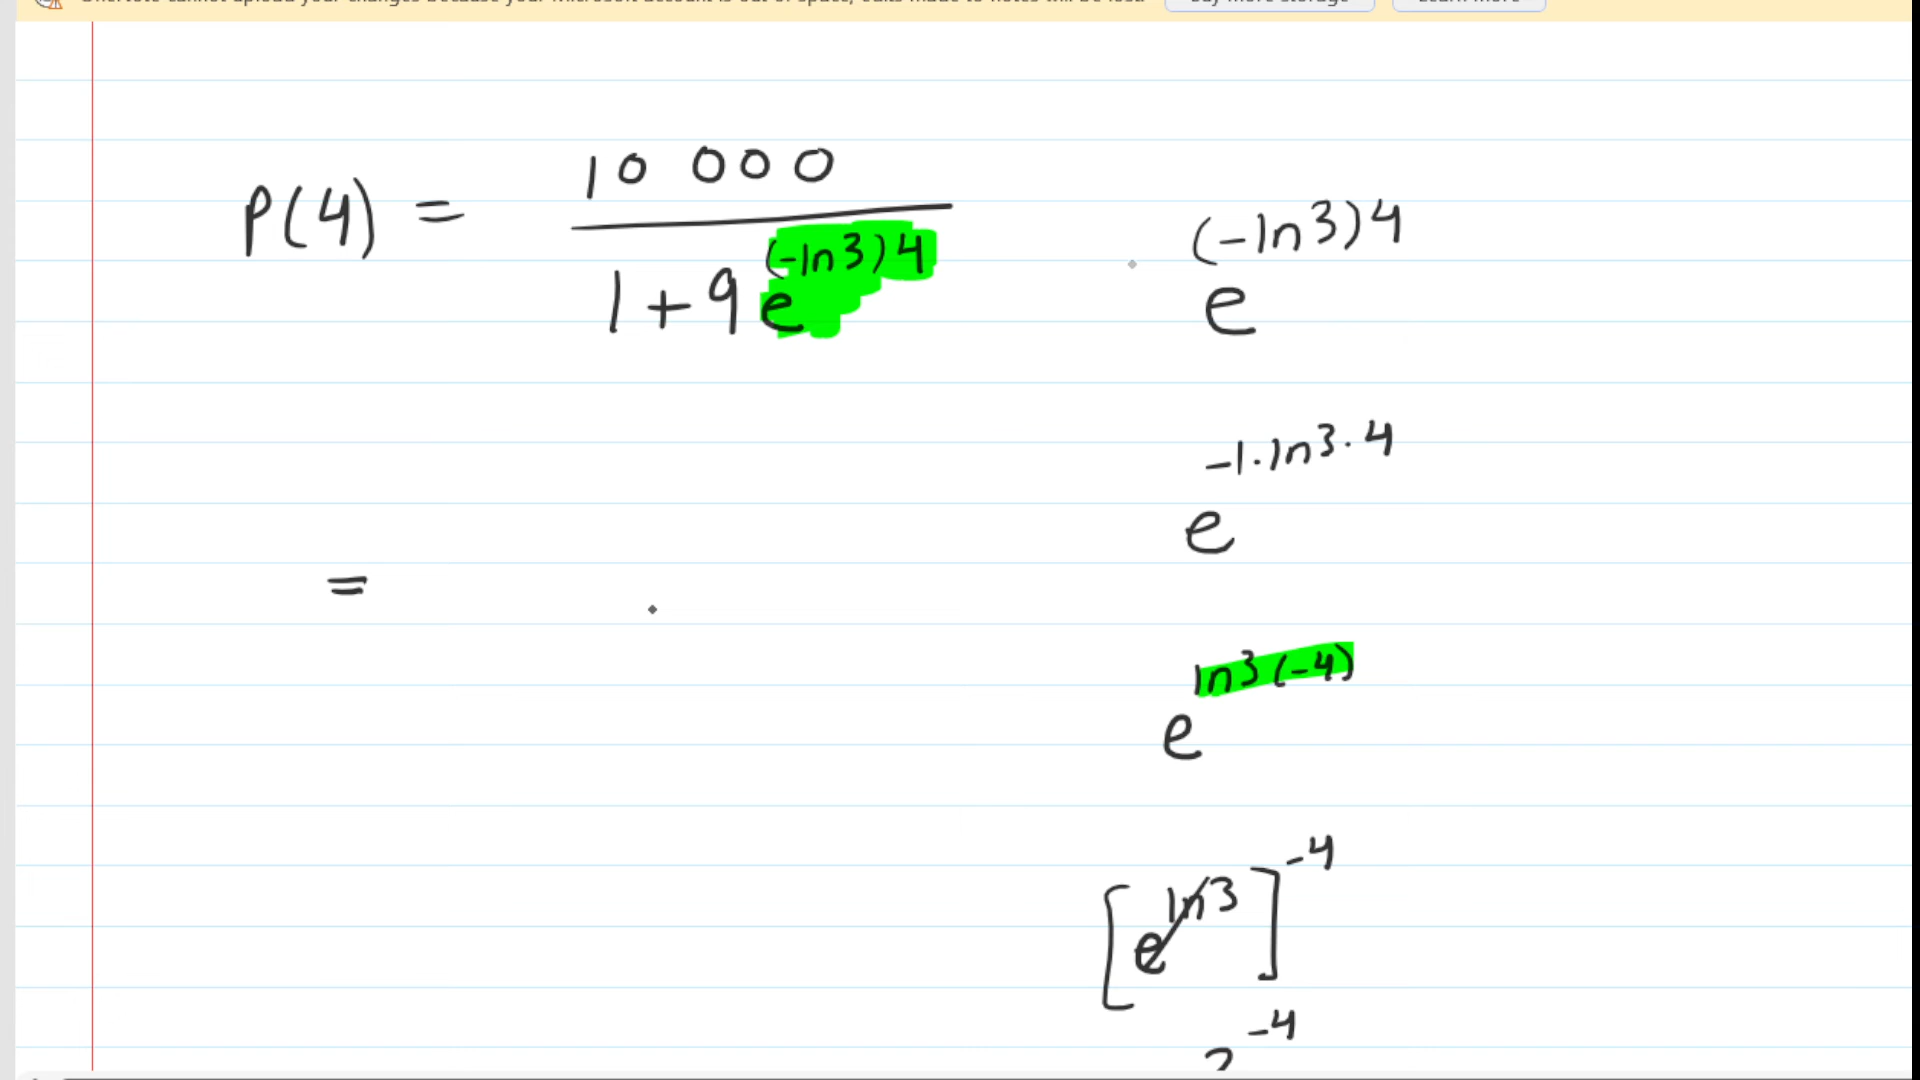 P(4) = 10 000 / 1 + 9e^(-ln3)4
=
e^(-ln3)4
e^-1·ln3·4
e^ln3(-4)
[e^ln3]^-4
3^-4